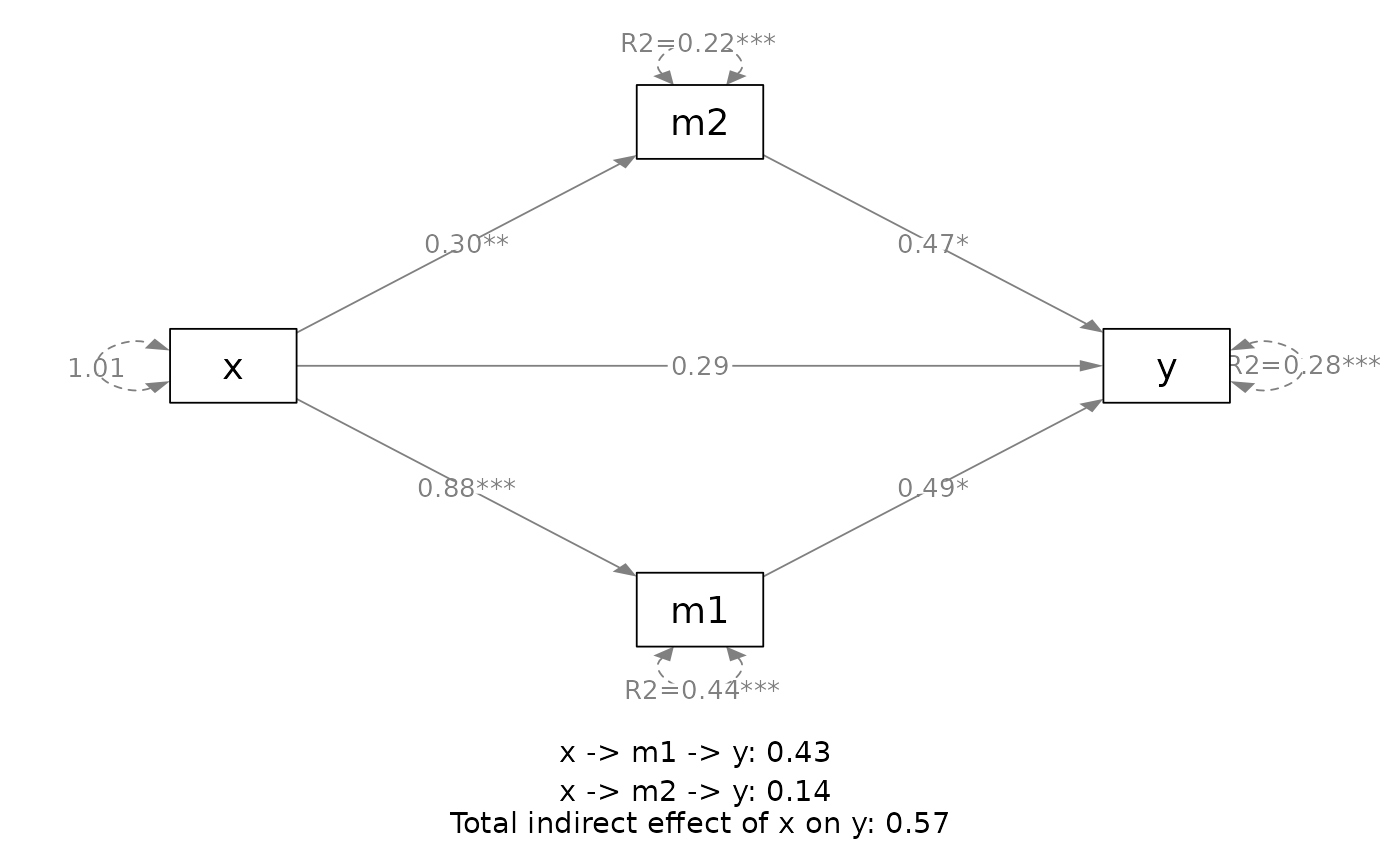 R2=0.22***
m2
0.30**
0.47*
1.01
x
0.29
y
R2=0.28***
0.88***
0.49*
m1
R2=0.44***
x -> m1 -> y: 0.43
x -> m2 -> y: 0.14
Total indirect effect of x on y: 0.57